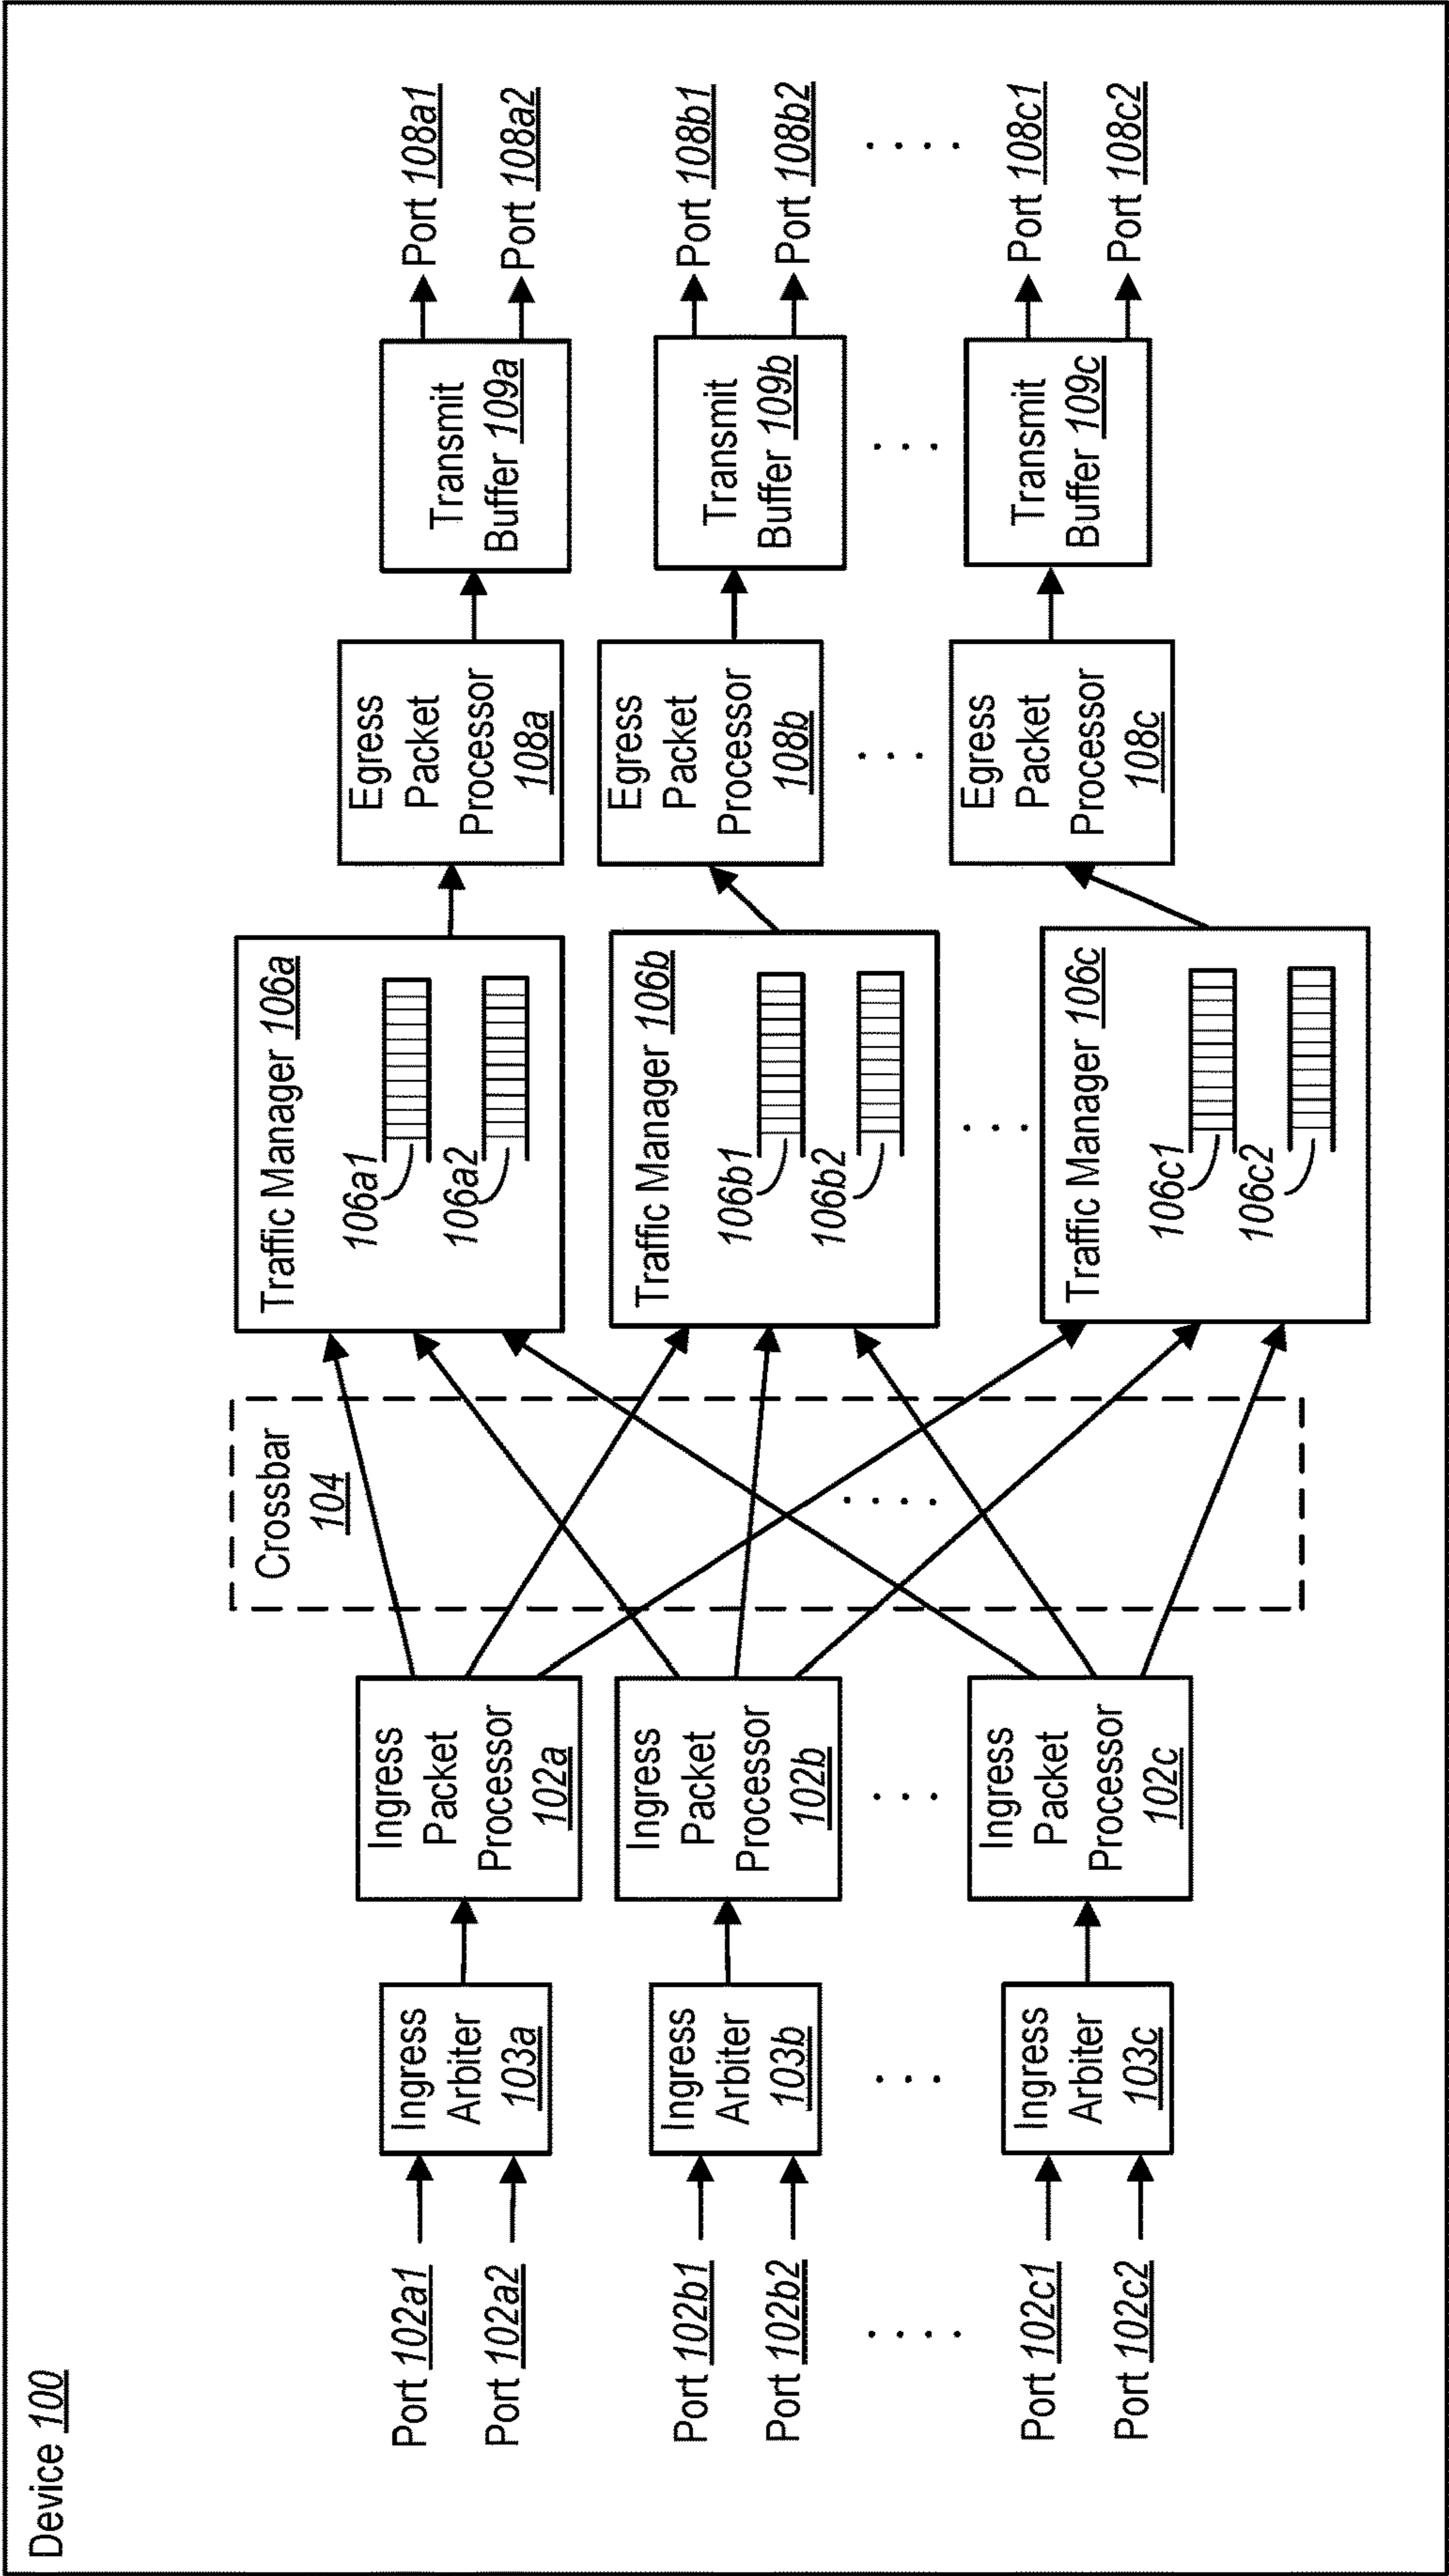 Device 100
Port 102a1
Port 102a2
Port 102b1
Port 102b2
. . . .
Port 102c1
Port 102c2
Ingress
Arbiter
103a
Ingress
Arbiter
103b
. . .
Ingress
Arbiter
103c
Ingress
Packet
Processor
102a
Ingress
Packet
Processor
102b
. . .
Ingress
Packet
Processor
102c
Crossbar
104
. . . .
Traffic Manager 106a
106a1
106a2
Traffic Manager 106b
106b1
106b2
. . .
Traffic Manager 106c
106c1
106c2
Egress
Packet
Processor
108a
Egress
Packet
Processor
108b
. . .
Egress
Packet
Processor
108c
Transmit
Buffer 109a
Transmit
Buffer 109b
. . .
Transmit
Buffer 109c
Port 108a1
Port 108a2
Port 108b1
Port 108b2
. . . .
Port 108c1
Port 108c2